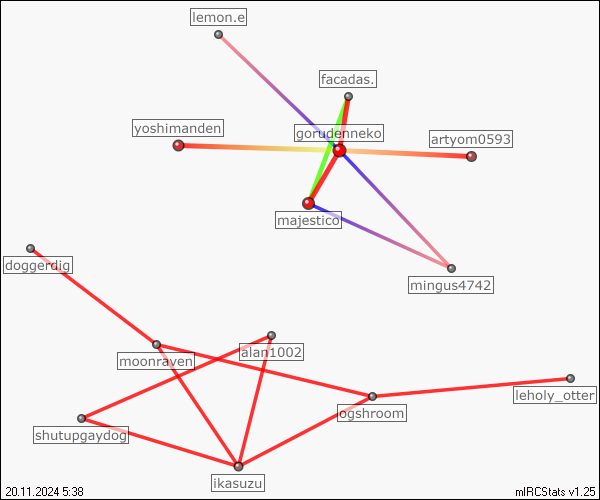 lemon.e
facadas.
yoshimanden
gorudenneko
artyom0593
majestico
doggerdig
mingus4742
moonraven
alan1002
leholy_otter
ogshroom
shutupgaydog
ikasuzu
20.11.2024 5:38
mIRCStats v1.25